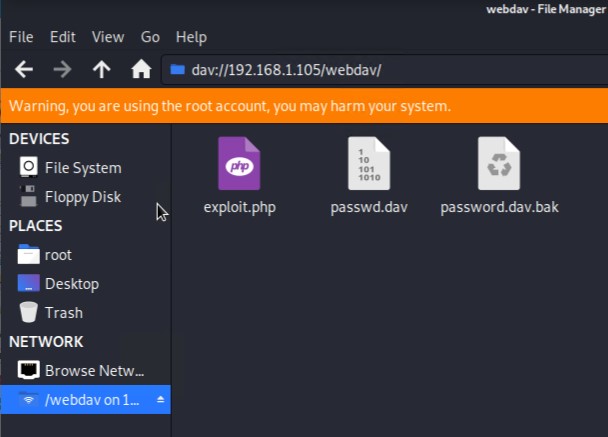 webdav - File Manager
File Edit View Go Help
dav://192.168.1.105/webdav/
Warning, you are using the root account, you may harm your system.
DEVICES
File System
Floppy Disk
PLACES
root
Desktop
Trash
NETWORK
Browse Netw...
/webdav on 1...
php
exploit.php
1
10
101
1010
passwd.dav
password.dav.bak